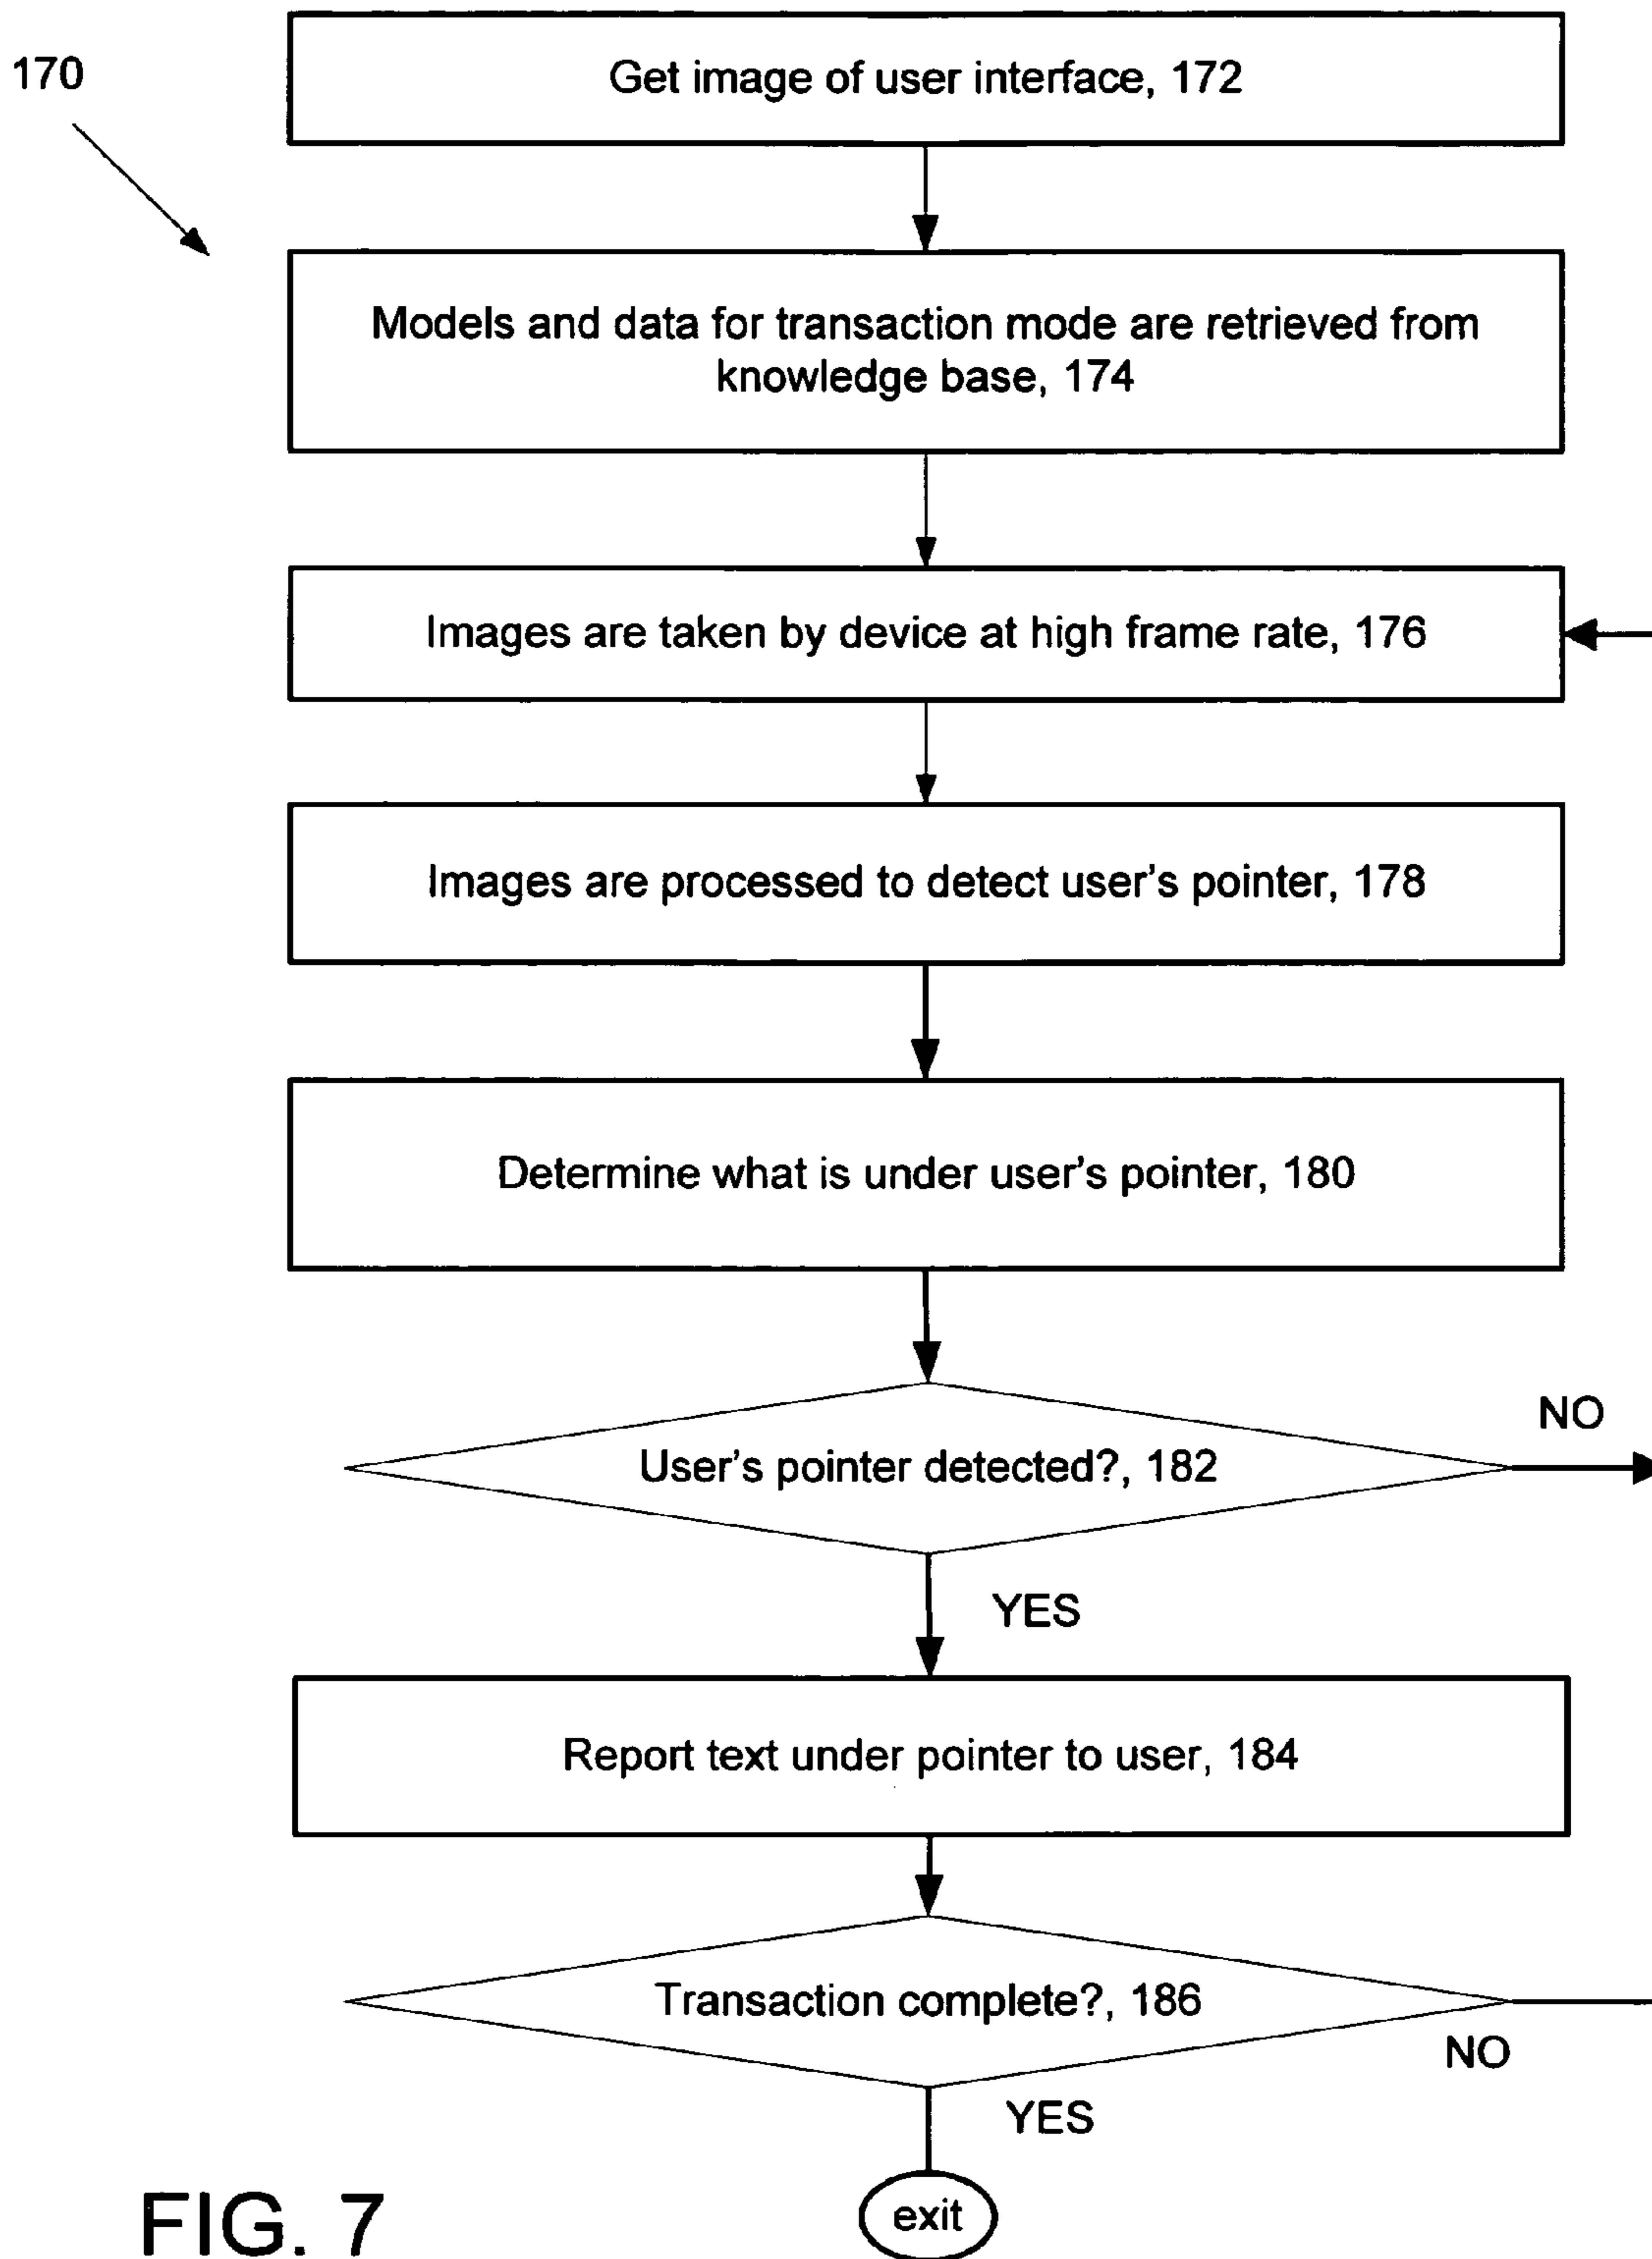 170
Get image of user interface, 172
Models and data for transaction mode are retrieved from
knowledge base, 174
Images are taken by device at high frame rate, 176
Images are processed to detect user's pointer, 178
Determine what is under user's pointer, 180
User's pointer detected?, 182
NO
YES
Report text under pointer to user, 184
Transaction complete?, 186
NO
YES
exit
FIG. 7